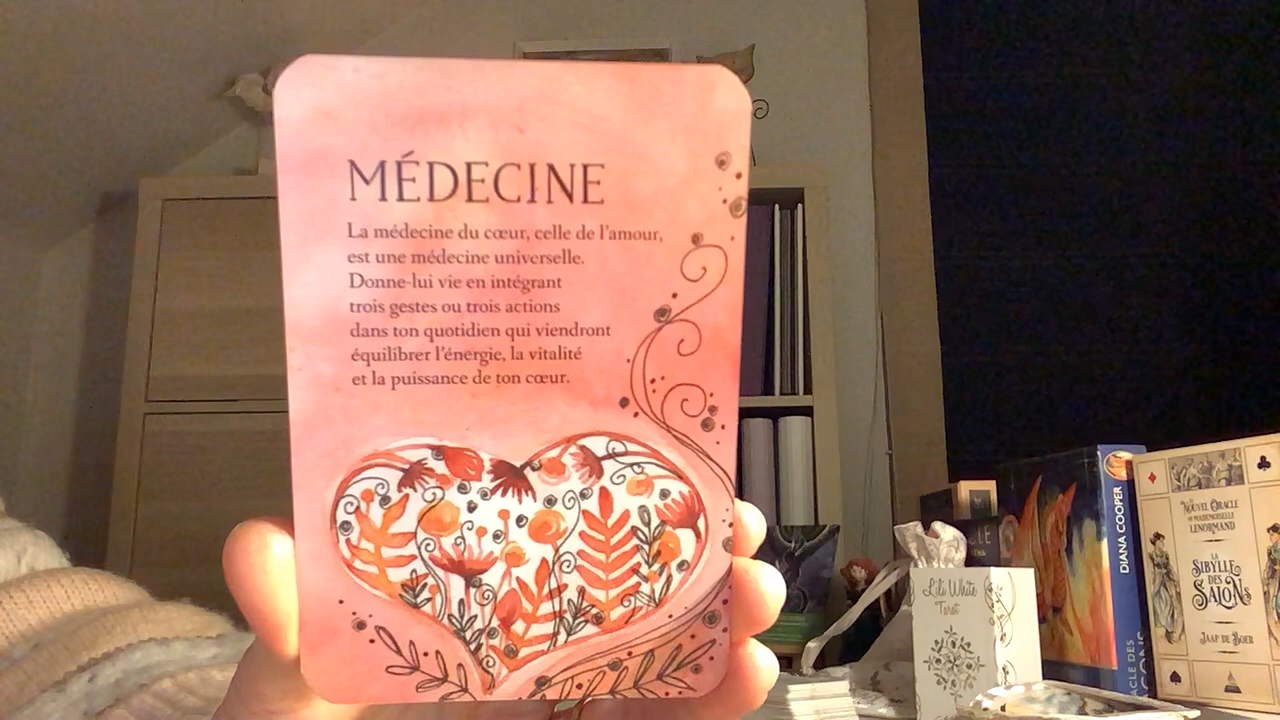 MÉDECINE
La médecine du cœur, celle de l'amour,
est une médecine universelle.
Donne-lui vie en intégrant
trois gestes ou trois actions
dans ton quotidien qui viendront
équilibrer l'énergie, la vitalité
et la puissance de ton cœur.
Lili White
Tarot
DIANA COOPER
NOUVEL ORACLE
DE MADEMOISELLE
LENORMAND
LA
SIBYLLE
DES
SALONS
JAAP DE BOER